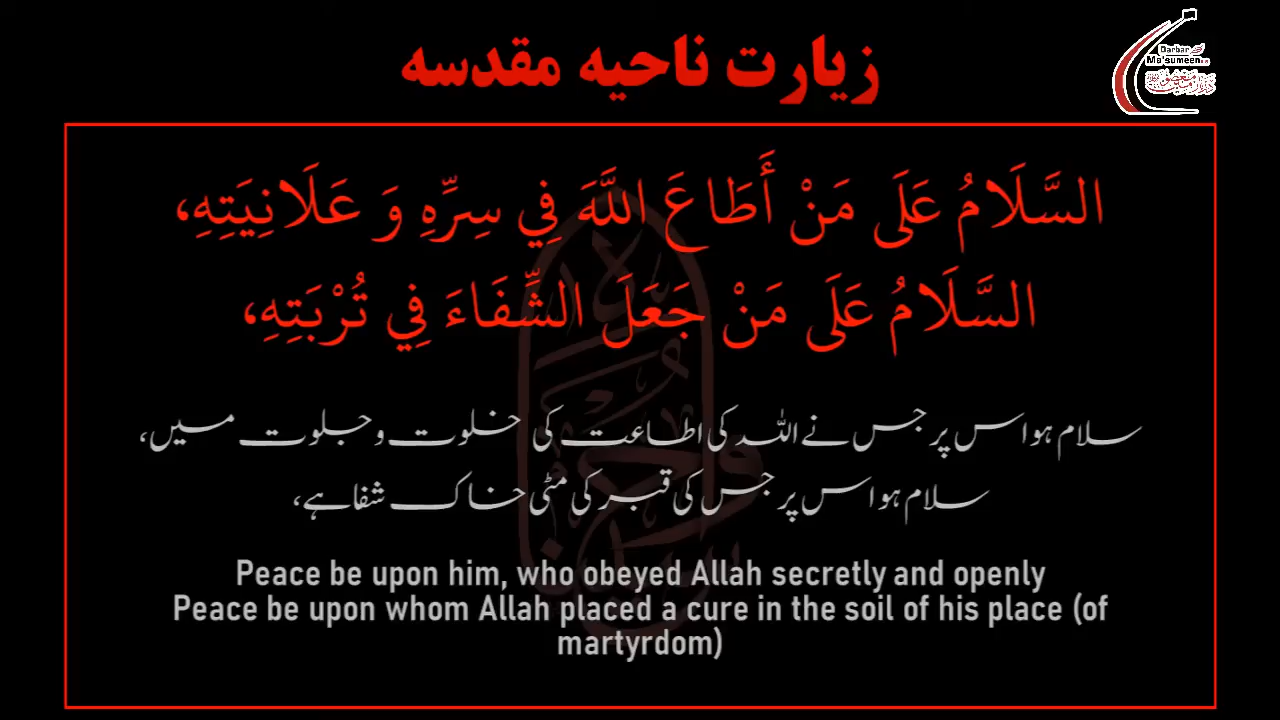 زیارت ناحیه مقدسه
Darbar
Ma'sumeen
السَّلَامُ عَلَى مَنْ أَطَاعَ اللَّهَ فِي سِرِّهِ وَ عَلَانِيَتِهِ،
السَّلَامُ عَلَى مَنْ جَعَلَ الشِّفَاءَ فِي تُرْبَتِهِ،
سلام ہو اس پر جس نے اللہ کی اطاعت کی خلوت و جلوت میں،
سلام ہو اس پر جس کی قبر کی مٹی خاک شفا ہے،
Peace be upon him, who obeyed Allah secretly and openly
Peace be upon whom Allah placed a cure in the soil of his place (of
martyrdom)